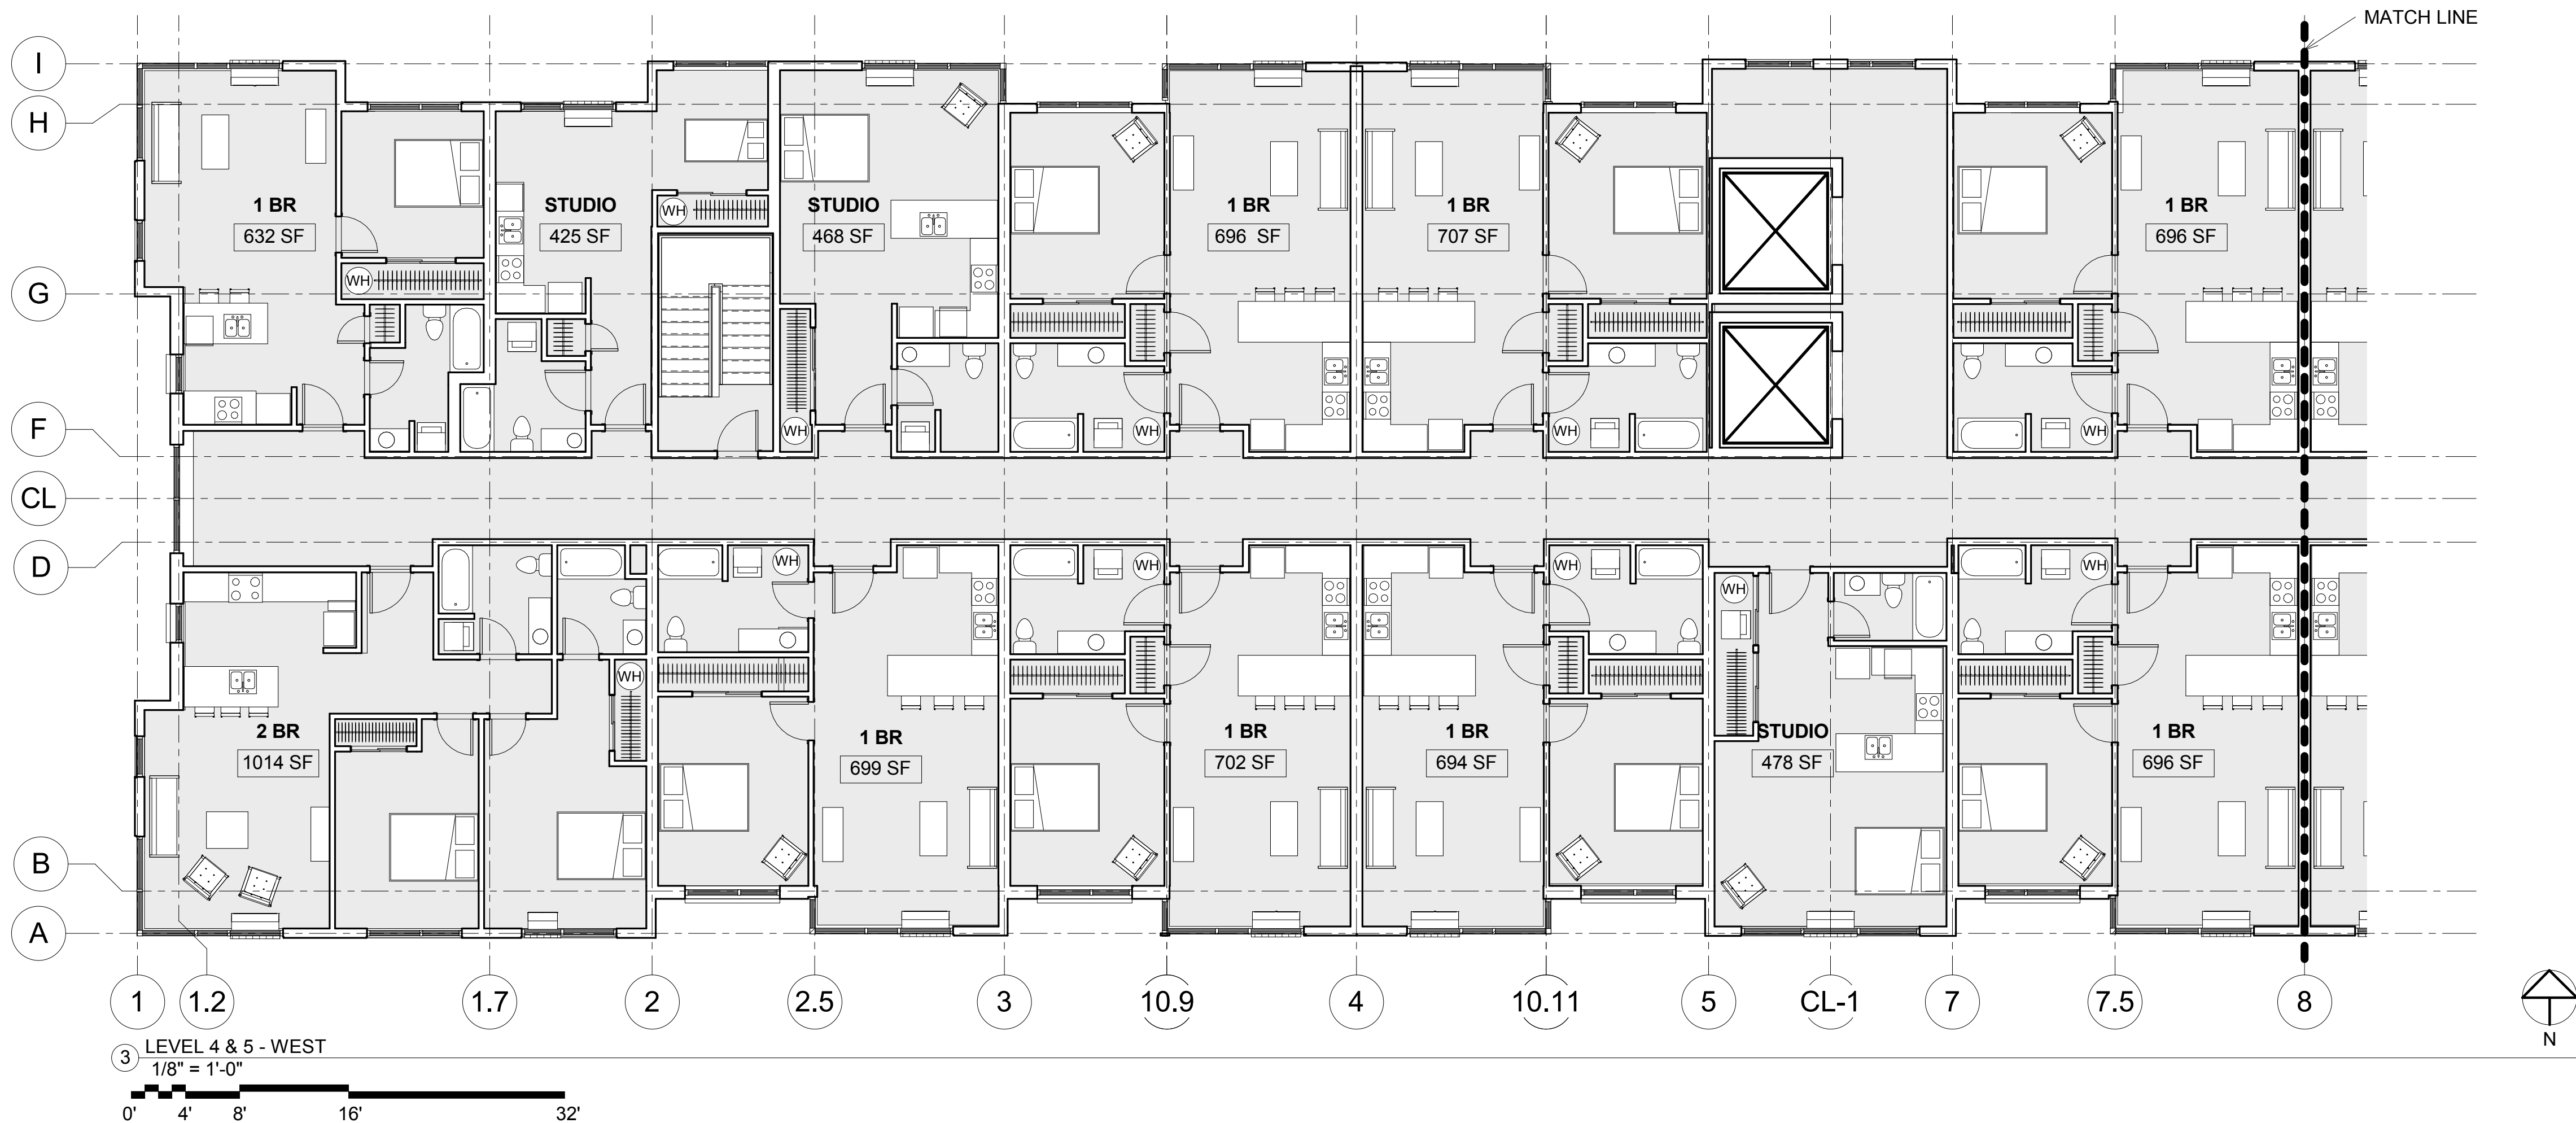 MATCH LINE
I
H
G
F
CL
D
B
A
1 BR
632 SF
STUDIO
425 SF
STUDIO
468 SF
1 BR
696 SF
1 BR
707 SF
1 BR
696 SF
WH
WH
WH
WH
WH
WH
WH
WH
WH
WH
WH
WH
WH
2 BR
1014 SF
1 BR
699 SF
1 BR
702 SF
1 BR
694 SF
STUDIO
478 SF
1 BR
696 SF
1
1.2
1.7
2
2.5
3
10.9
4
10.11
5
CL-1
7
7.5
8
N
3
LEVEL 4 & 5 - WEST
1/8" = 1'-0"
0'
4'
8'
16'
32'